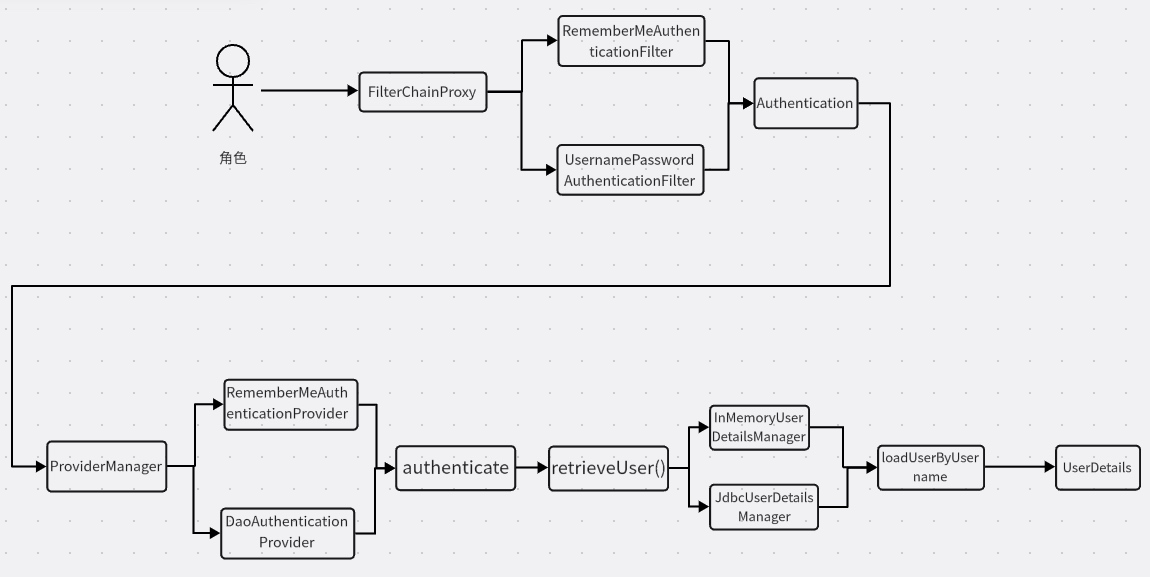 角色
FilterChainProxy
RememberMeAuthen
ticationFilter
UsernamePassword
AuthenticationFilter
Authentication
ProviderManager
RememberMeAuth
enticationProvider
DaoAuthentication
Provider
authenticate
retrieveUser()
InMemoryUser
DetailsManager
JdbcUserDetails
Manager
loadUserByUser
name
UserDetails